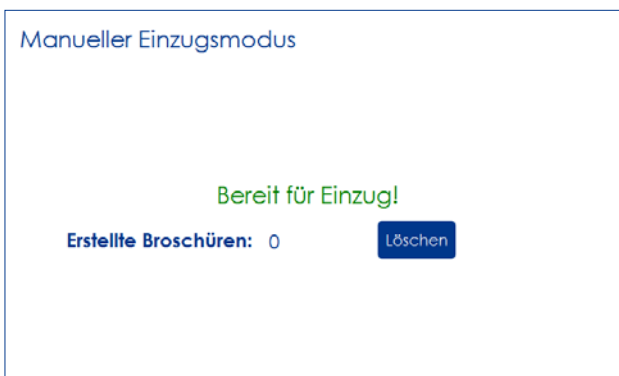 Manueller Einzugsmodus
Bereit für Einzug!
Erstellte Broschüren: 0 Löschen